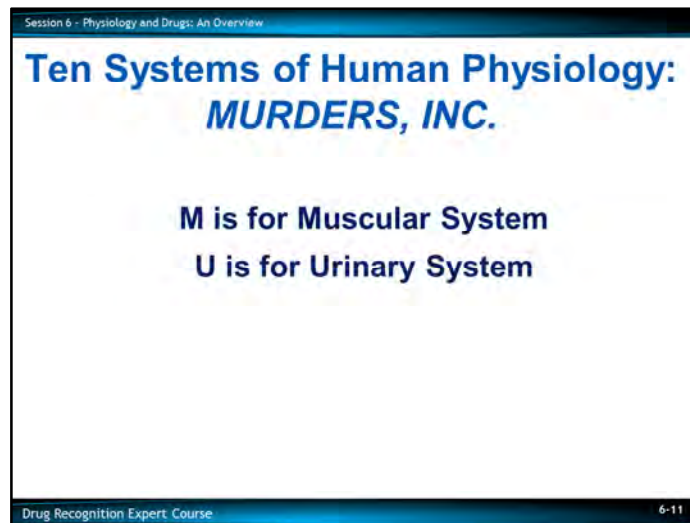 Session 6 - Physiology and Drugs: An Overview
Ten Systems of Human Physiology:
MURDERS, INC.
M is for Muscular System
U is for Urinary System
Drug Recognition Expert Course
6-11